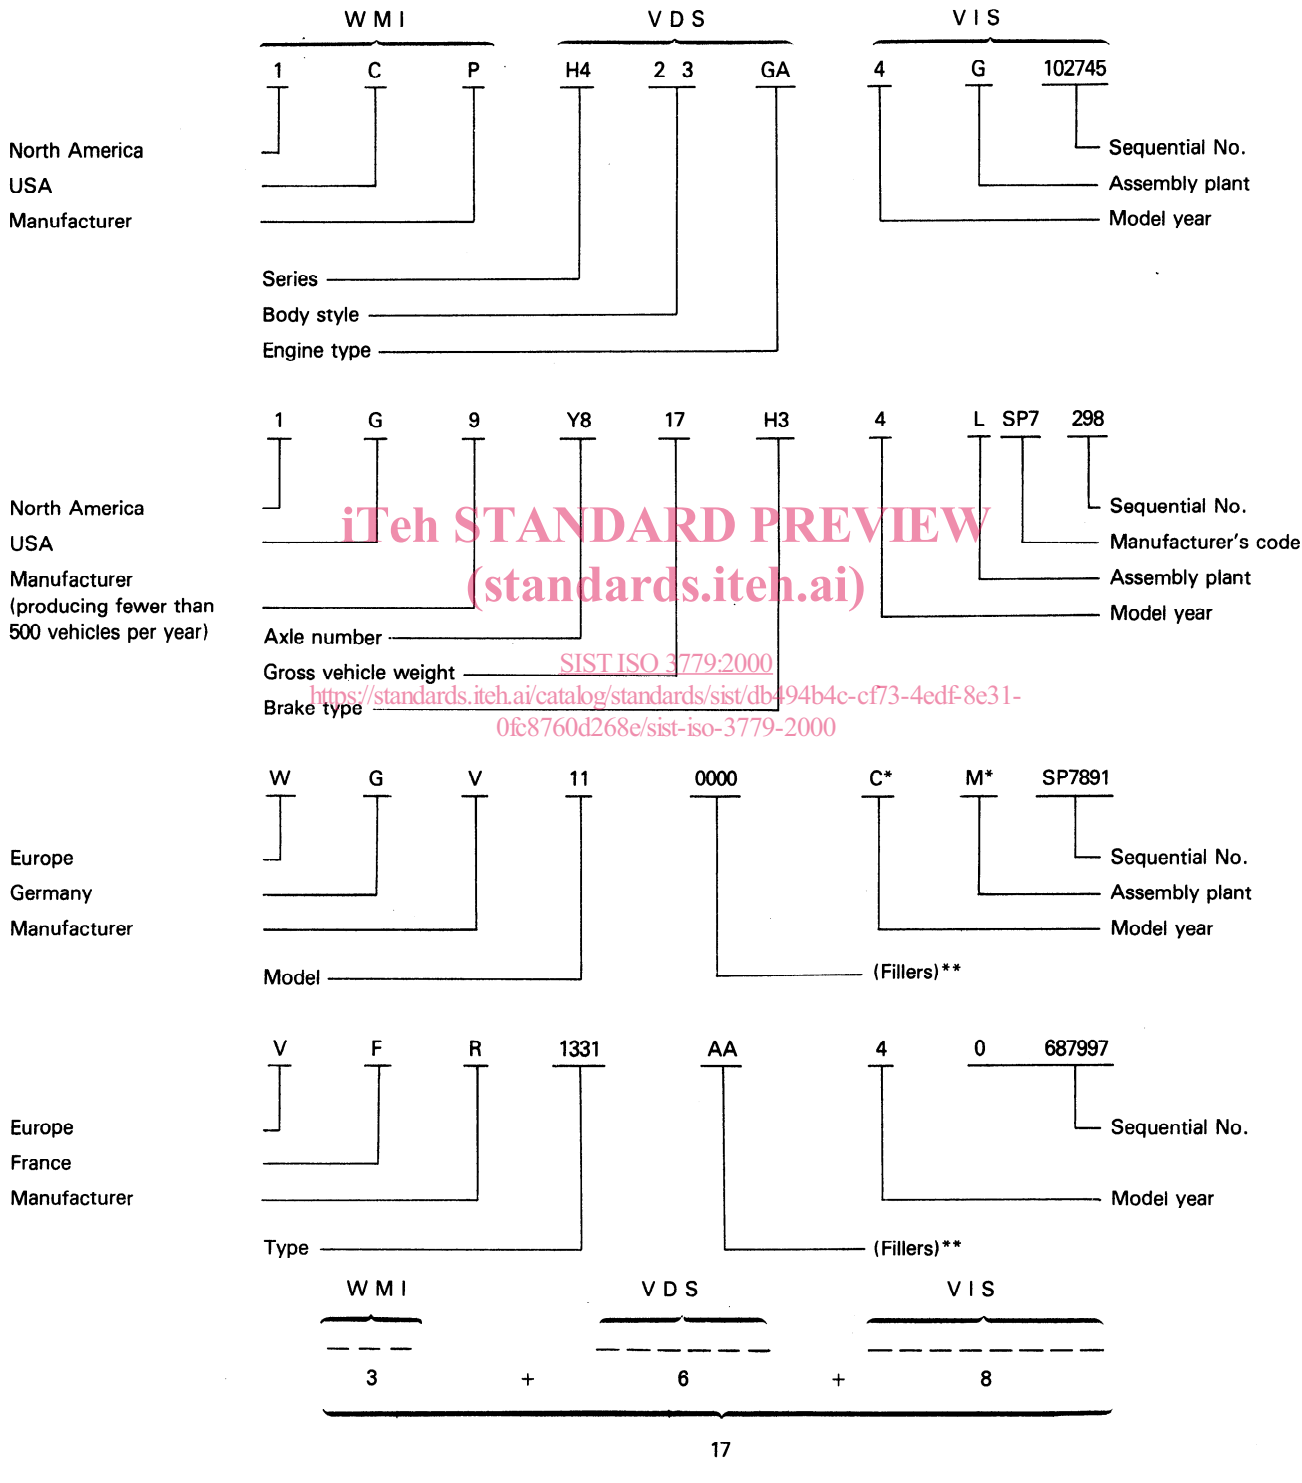 W M I V D S V I S
1 C P H4 2 3 GA 4 G 102745
North America Sequential No.
USA Assembly plant
Manufacturer Model year
Series
Body style
Engine type
1 G 9 Y8 17 H3 4 L SP7 298
North America Sequential No.
iTeh STANDARD PREVIEW
USA Manufacturer's code
Manufacturer Assembly plant
(standards.iteh.ai)
(producing fewer than Model year
500 vehicles per year)
Axle number
SIST ISO 3779:2000
Gross vehicle weight
https://standards.iteh.ai/catalog/standards/sist/db494b4c-cf73-4edf-8e31-
Brake type
0fc8760d268e/sist-iso-3779-2000
W G V 11 0000 C* M* SP7891
Europe Sequential No.
Germany Assembly plant
Manufacturer Model year
Model (Fillers)**
V F R 1331 AA 4 0 687997
Europe Sequential No.
France
Manufacturer Model year
Type (Fillers)**
W M I V D S V I S
3 + 6 + 8
17